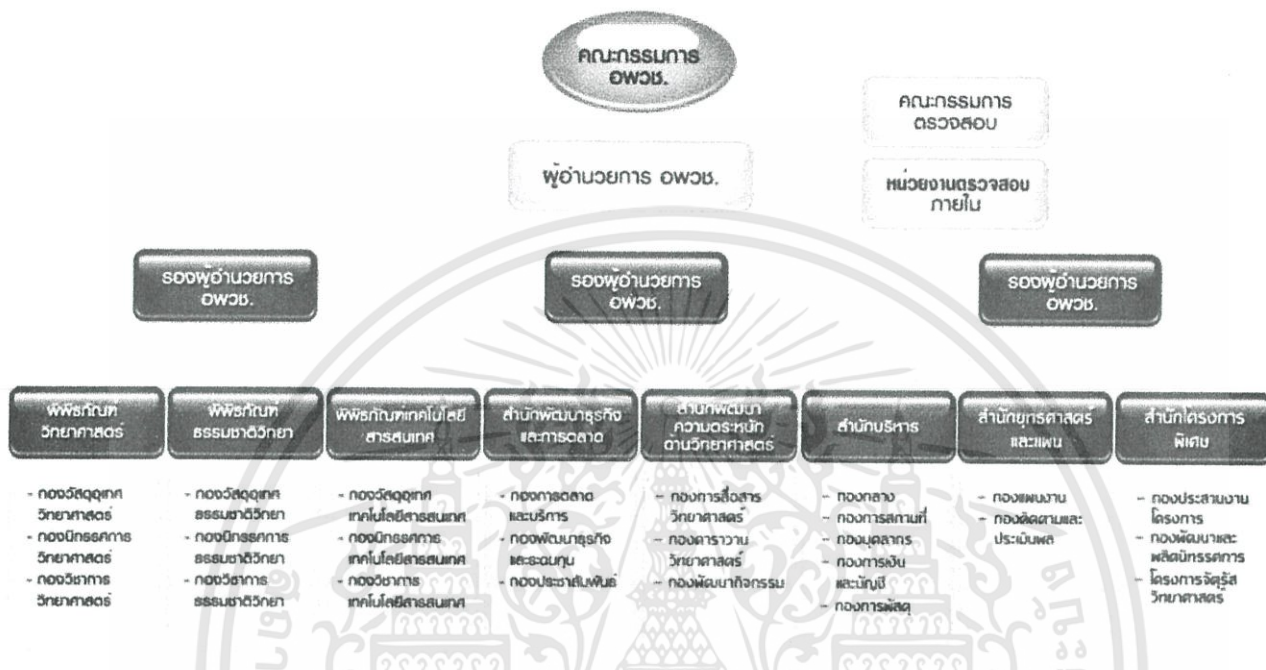 คณะกรรมการ
อพวช.
คณะกรรมการ
ตรวจสอบ
ผู้อำนวยการ อพวช.
หน่วยงานตรวจสอบ
ภายใน
รองผู้อำนวยการ
อพวช.
รองผู้อำนวยการ
อพวช.
รองผู้อำนวยการ
อพวช.
พิพิธภัณฑ์
วิทยาศาสตร์
- กองวัสดุอุเทศ
วิทยาศาสตร์
- กองนิทรรศการ
วิทยาศาสตร์
- กองวิชาการ
วิทยาศาสตร์
พิพิธภัณฑ์
ธรรมชาติวิทยา
- กองวัสดุอุเทศ
ธรรมชาติวิทยา
- กองนิทรรศการ
ธรรมชาติวิทยา
- กองวิชาการ
ธรรมชาติวิทยา
พิพิธภัณฑ์เทคโนโลยี
สารสนเทศ
- กองวัสดุอุเทศ
เทคโนโลยีสารสนเทศ
- กองนิทรรศการ
เทคโนโลยีสารสนเทศ
- กองวิชาการ
เทคโนโลยีสารสนเทศ
สำนักพัฒนาธุรกิจ
และการตลาด
- กองการตลาด
และบริการ
- กองพัฒนาธุรกิจ
และระดมทุน
- กองประชาสัมพันธ์
สำนักพัฒนา
ความตระหนัก
ด้านวิทยาศาสตร์
- กองการสื่อสาร
วิทยาศาสตร์
- กองคาราวาน
วิทยาศาสตร์
- กองพัฒนากิจกรรม
สำนักบริหาร
- กองกลาง
- กองการสถานที่
- กองบุคลากร
- กองการเงิน
และบัญชี
- กองการพัสดุ
สำนักยุทธศาสตร์
และแผน
- กองแผนงาน
- กองติดตามและ
ประเมินผล
สำนักโครงการ
พิเศษ
- กองประสานงาน
โครงการ
- กองพัฒนาและ
ผลิตนิทรรศการ
- โครงการจัตุรัส
วิทยาศาสตร์